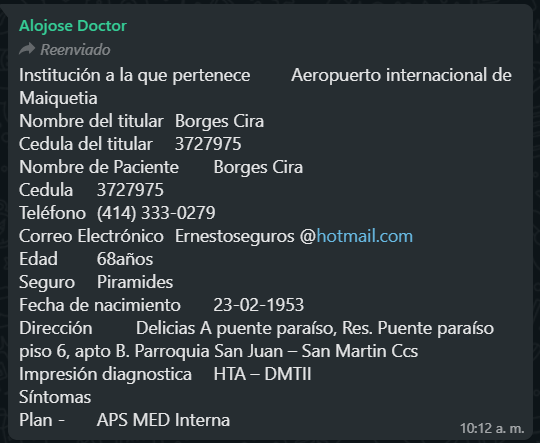 Alojose Doctor
Reenviado
Institución a la que pertenece Aeropuerto internacional de
Maiquetia
Nombre del titular Borges Cira
Cedula del titular 3727975
Nombre de Paciente Borges Cira
Cedula 3727975
Teléfono (414) 333-0279
Correo Electrónico Ernestoseguros @hotmail.com
Edad 68años
Seguro Piramides
Fecha de nacimiento 23-02-1953
Dirección Delicias A puente paraíso, Res. Puente paraíso
piso 6, apto B. Parroquia San Juan – San Martin Ccs
Impresión diagnostica HTA – DMTII
Síntomas
Plan - APS MED Interna
10:12 a. m.